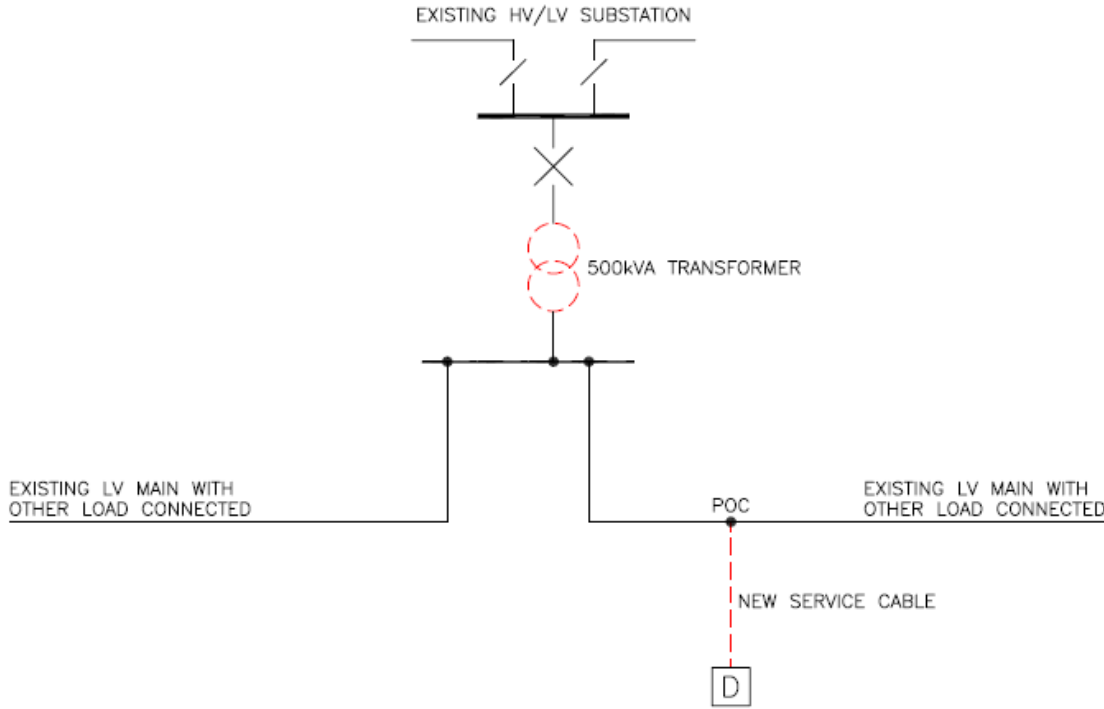 EXISTING HV/LV SUBSTATION
500kVA TRANSFORMER
EXISTING LV MAIN WITH
OTHER LOAD CONNECTED
POC
EXISTING LV MAIN WITH
OTHER LOAD CONNECTED
NEW SERVICE CABLE
D